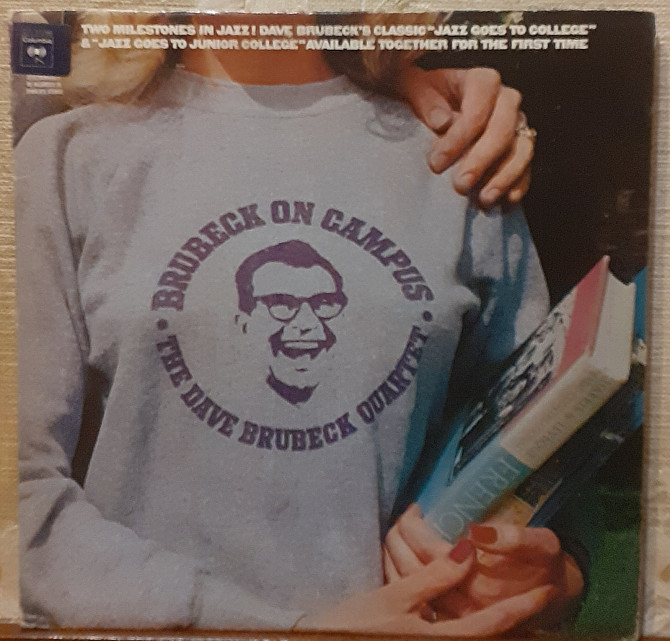 TWO MILESTONES IN JAZZ! DAVE BRUBECK'S CLASSIC "JAZZ GOES TO COLLEGE"
& "JAZZ GOES TO JUNIOR COLLEGE" AVAILABLE TOGETHER FOR THE FIRST TIME
BRUBECK ON CAMPUS
• THE DAVE BRUBECK QUARTET •
FRENCH